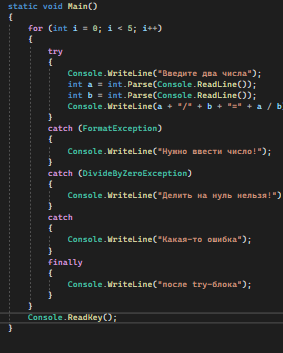 static void Main()
{
for (int i = 0; i < 5; i++)
{
try
{
Console.WriteLine("Введите два числа");
int a = int.Parse(Console.ReadLine());
int b = int.Parse(Console.ReadLine());
Console.WriteLine(a + "/" + b + "=" + a / b
}
catch (FormatException)
{
Console.WriteLine("Нужно ввести число!");
}
catch (DivideByZeroException)
{
Console.WriteLine("Делить на нуль нельзя!")
}
catch
{
Console.WriteLine("Какая-то ошибка");
}
finally
{
Console.WriteLine("после try-блока");
}
}
Console.ReadKey();
}